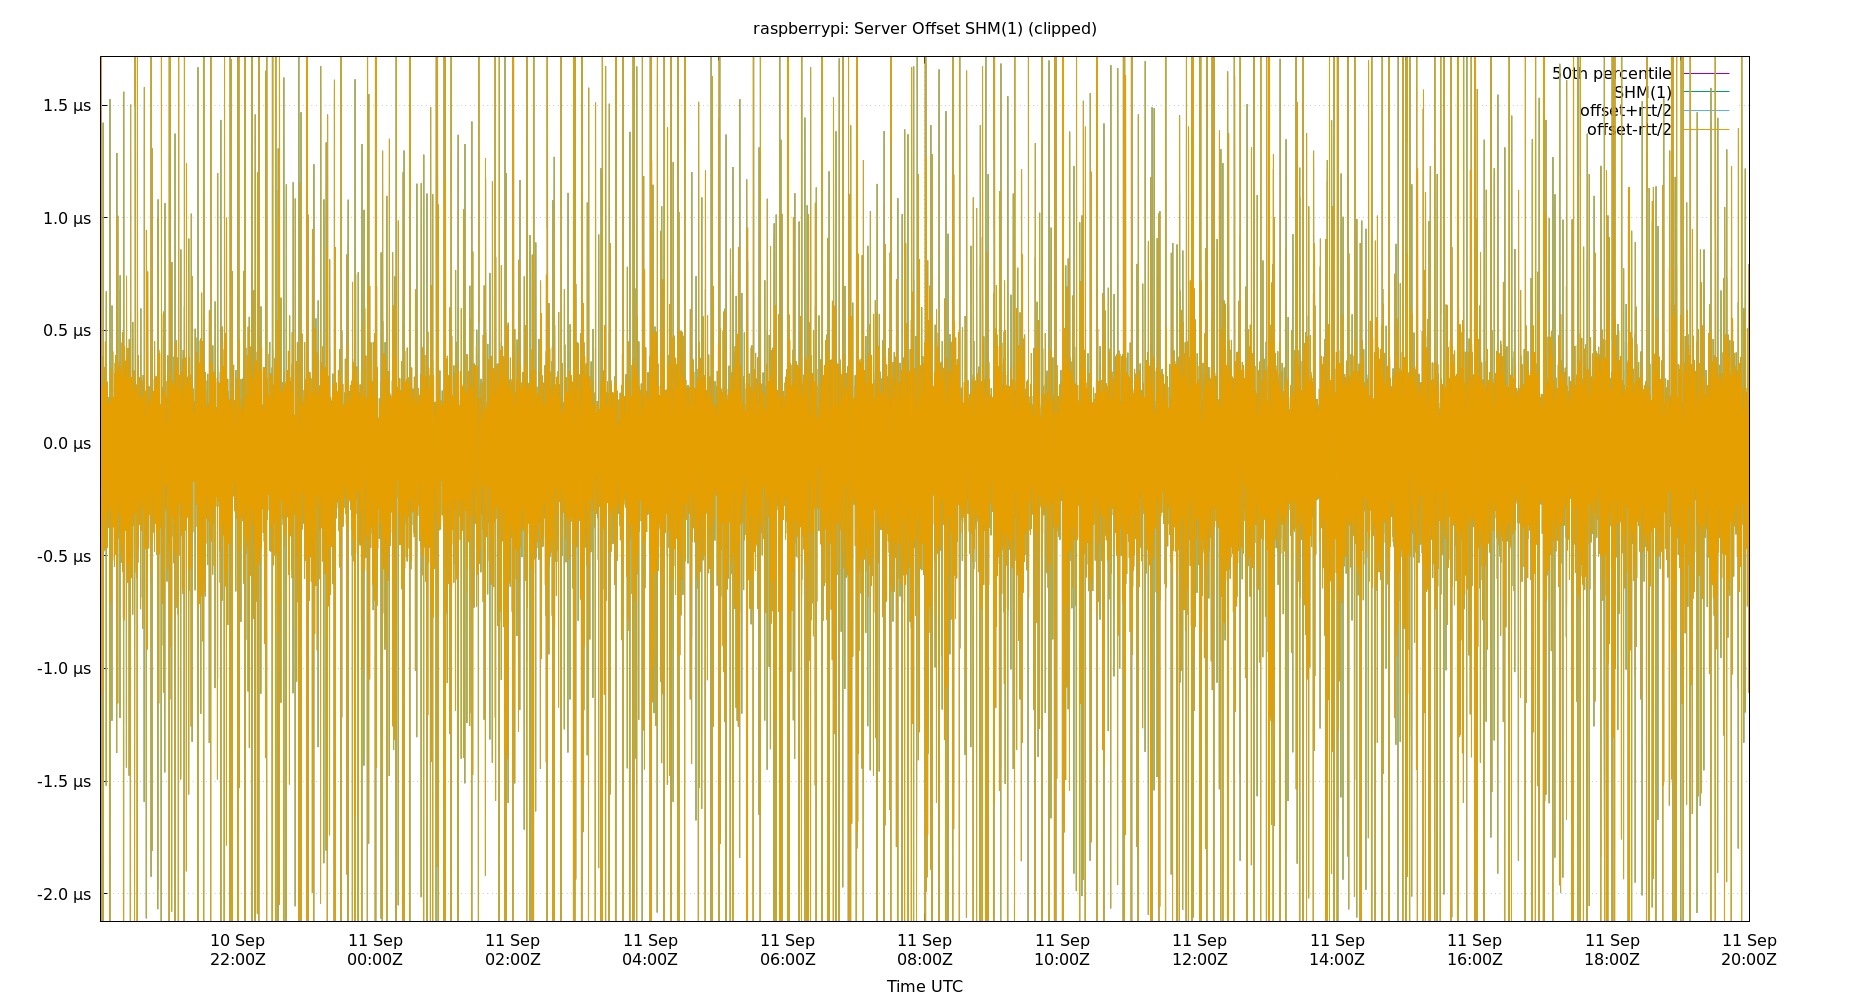 raspberrypi: Server Offset SHM(1) (clipped)
50th percentile
SHM(1)
offset+rtt/2
offset-rtt/2
1.5 µs
1.0 µs
0.5 µs
0.0 µs
-0.5 µs
-1.0 µs
-1.5 µs
-2.0 µs
10 Sep 11 Sep 11 Sep 11 Sep 11 Sep 11 Sep 11 Sep 11 Sep 11 Sep 11 Sep 11 Sep 11 Sep
22:00Z 00:00Z 02:00Z 04:00Z 06:00Z 08:00Z 10:00Z 12:00Z 14:00Z 16:00Z 18:00Z 20:00Z
Time UTC